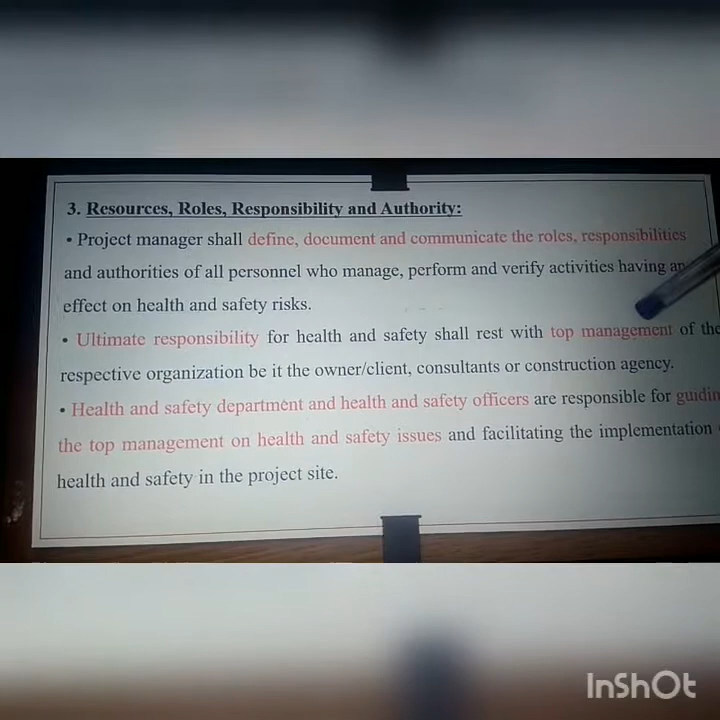 3. Resources, Roles, Responsibility and Authority:
• Project manager shall define, document and communicate the roles, responsibilities
and authorities of all personnel who manage, perform and verify activities having
effect on health and safety risks.
• Ultimate responsibility for health and safety shall rest with top management of the
respective organization be it the owner/client, consultants or construction agency.
• Health and safety department and health and safety officers are responsible for
the top management on health and safety issues and facilitating the implementation
health and safety in the project site.
InShOt